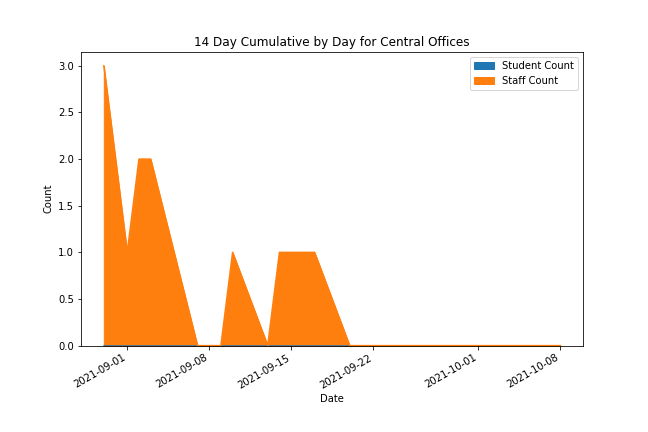 14 Day Cumulative by Day for Central Offices
Student Count
Staff Count
Count
3.0
2.5
2.0
1.5
1.0
0.5
0.0
2021-09-01
2021-09-08
2021-09-15
2021-09-22
2021-10-01
2021-10-08
Date